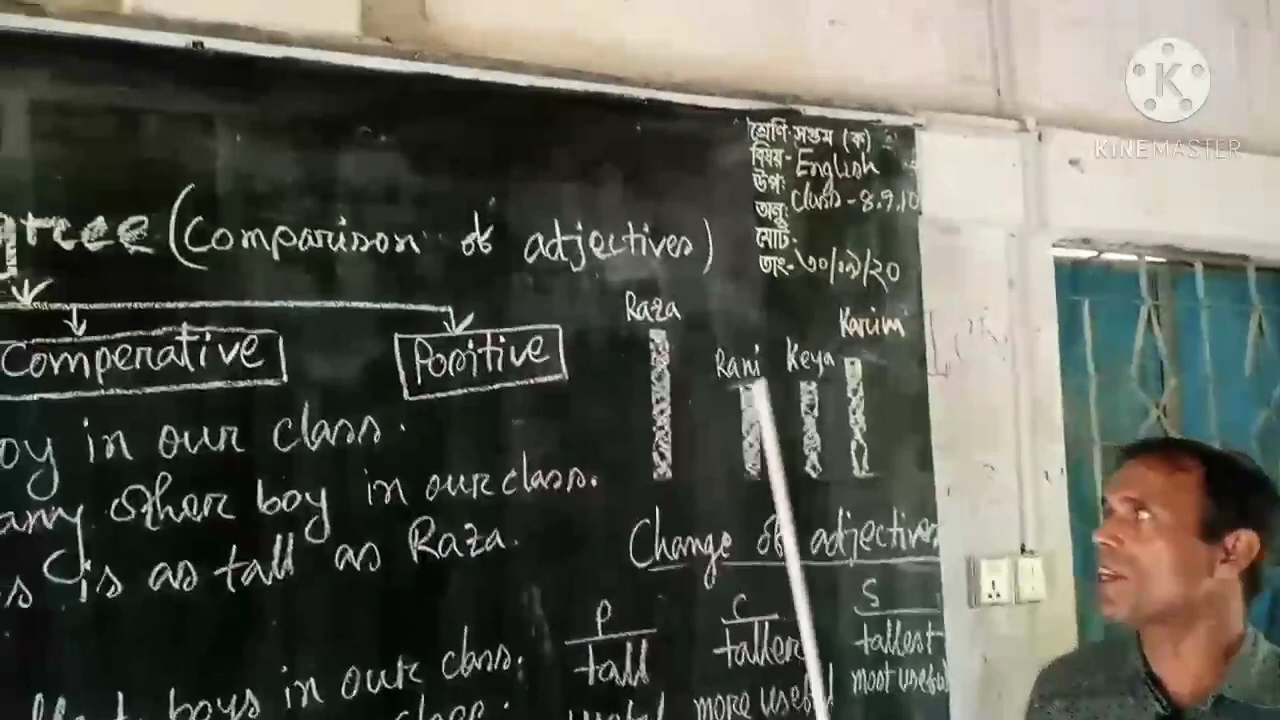 শ্রেণি: সপ্তম (ক)
বিষয়- English
উপ: Class - 8.9.10
অনু:
মোট:
তাং- ৩০/০৯/২০
gree (Comparison of adjectives)
Comperative
Positive
Raza
Rani
Keya
Karim
oy in our class.
any other boy in our class.
s is as tall as Raza.
boys in our class.
Change of adjectives
P C S
tall taller tallest
more useful most useful
K
KINEMASTER